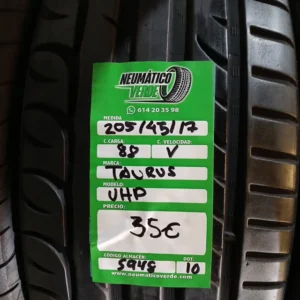 NEUMÁTICO
VERDE
614 20 35 98
MEDIDA
205/45/17
C. CARGA: C. VELOCIDAD:
88 V
MARCA:
TAURUS
MODELO:
UHP
PRECIO:
35€
CÓDIGO ALMACÉN: DOT:
5948 10
www.neumaticoverde.com